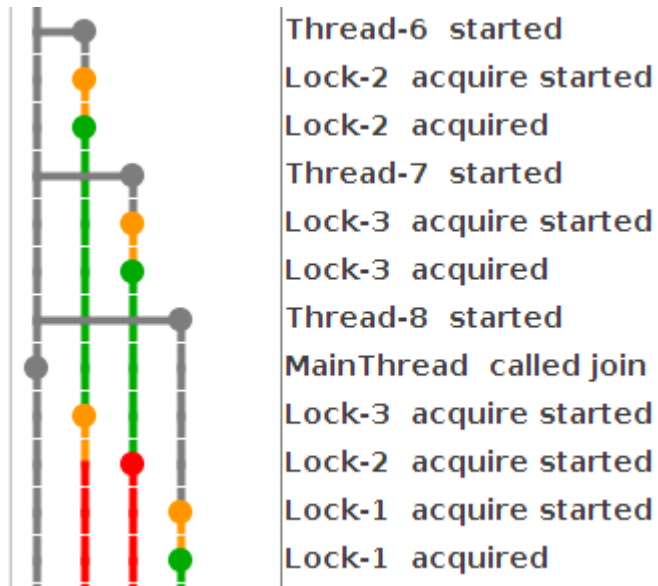 Thread-6 started
Lock-2 acquire started
Lock-2 acquired
Thread-7 started
Lock-3 acquire started
Lock-3 acquired
Thread-8 started
MainThread called join
Lock-3 acquire started
Lock-2 acquire started
Lock-1 acquire started
Lock-1 acquired